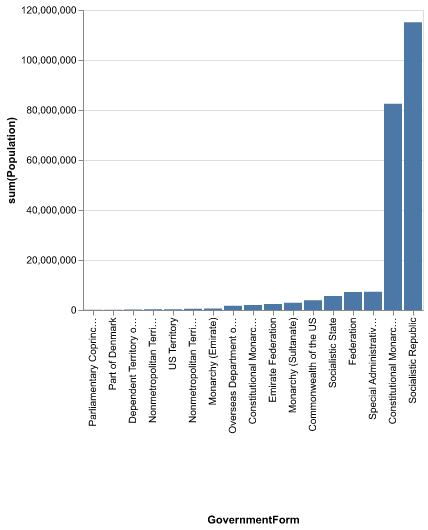 120,000,000
100,000,000
80,000,000
60,000,000
40,000,000
20,000,000
0
sum(Population)
Parliamentary Coprinc…
Part of Denmark
Dependent Territory o…
Nonmetropolitan Terri…
US Territory
Nonmetropolitan Terri…
Monarchy (Emirate)
Overseas Department o…
Constitutional Monarc…
Emirate Federation
Monarchy (Sultanate)
Commonwealth of the US
Socialistic State
Federation
Special Administrativ…
Constitutional Monarc…
Socialistic Republic
GovernmentForm